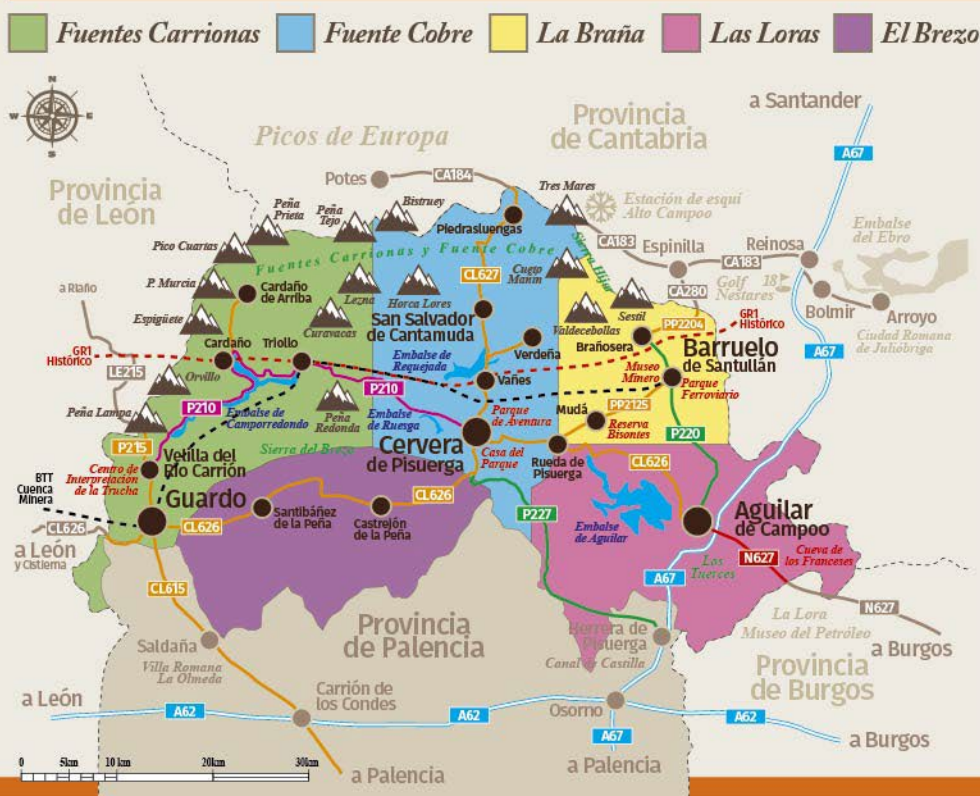 Fuentes Carrionas
Fuente Cobre
La Braña
Las Loras
El Brezo
N
W
E
S
a Santander
Provincia
de Cantabria
Picos de Europa
A67
Potes
CA184
Provincia
de León
Peña
Prieta
Peña
Tejo
Bistruey
Tres Mares
Estación de esquí
Alto Campoo
Piedrasluengas
Pico Cuartas
CA183
Espinilla
CA183
Reinosa
Embalse
del Ebro
Fuentes Carrionas y Fuente Cobre
Sierra Hijar
P. Murcia
CL627
Golf
Nestares
18
a Riaño
Cardaño
de Arriba
Lezna
Horca Lores
CA280
Bolmir
Arroyo
Ciudad Romana
de Julióbriga
Espigüete
Curavacas
San Salvador
de Cantamuda
Valdecebollas
Sestil
PP2204
GR1
Histórico
GR1
Histórico
Cardaño
Triollo
Verdeña
Brañosera
Barruelo
de Santullán
A67
LE215
Orvillo
Embalse de
Requejada
Vañes
Museo
Minero
Parque
Ferroviario
P210
P210
Peña Lampa
Embalse de
Camporredondo
Peña
Redonda
Embalse
de Ruesga
Parque
de Aventura
Mudá
PP2125
Reserva
Bisontes
P220
P215
Sierra del Brezo
Cervera
de Pisuerga
Casa del
Parque
Rueda de
Pisuerga
CL626
Velilla del
Río Carrión
Centro de
Interpretación
de la Trucha
BTT
Cuenca
Minera
Guardo
CL626
CL626
Santibáñez
de la Peña
CL626
Castrejón
de la Peña
P227
Embalse
de Aguilar
Aguilar
de Campoo
a León
y Cistierna
N627
Cueva de
los Franceses
Las
Tuerces
A67
CL615
N627
La Lora
Museo del Petróleo
a Burgos
Saldaña
Villa Romana
La Olmeda
Provincia
de Palencia
Herrera de
Pisuerga
Canal de Castilla
Provincia
de Burgos
a León
A62
Carrión de
los Condes
A62
Osorno
A62
A67
a Burgos
a Palencia
a Palencia
0
5km
10 km
20km
30km